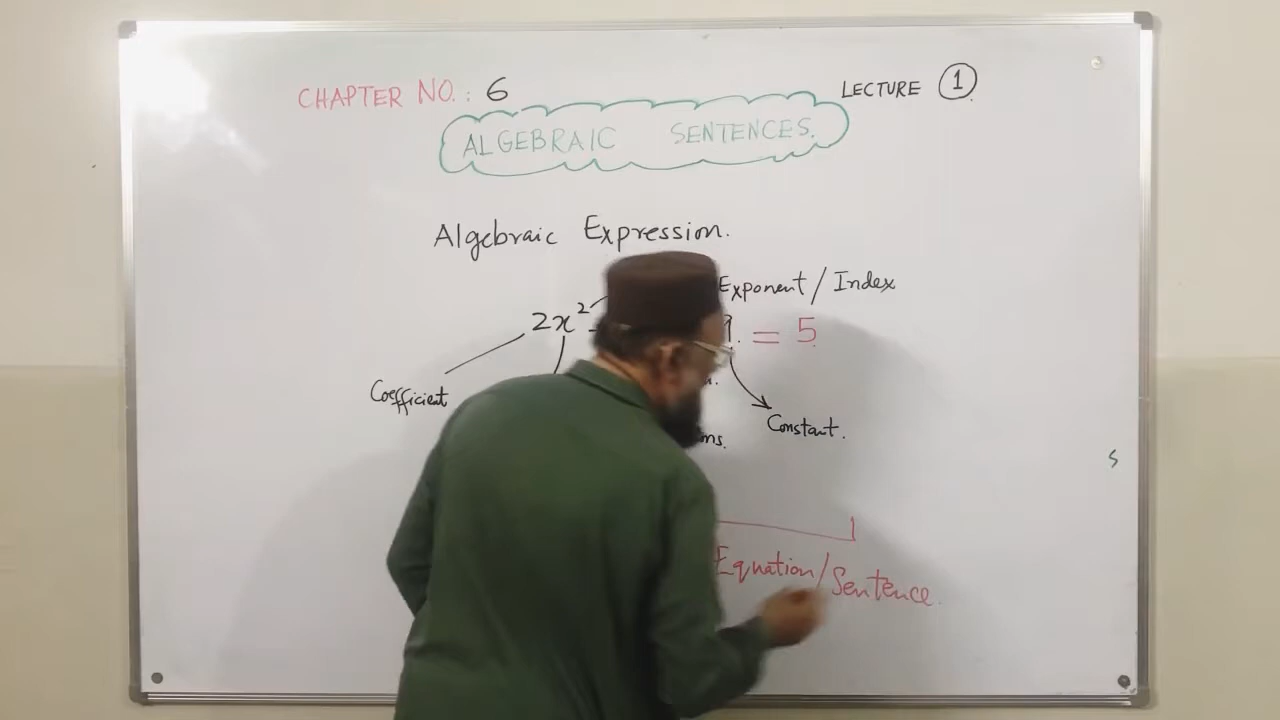 CHAPTER NO.: 6
LECTURE 1
ALGEBRAIC SENTENCES.
Algebraic Expression.
Exponent / Index
2x² = 5
Coefficient
Constant.
Equation/Sentence.